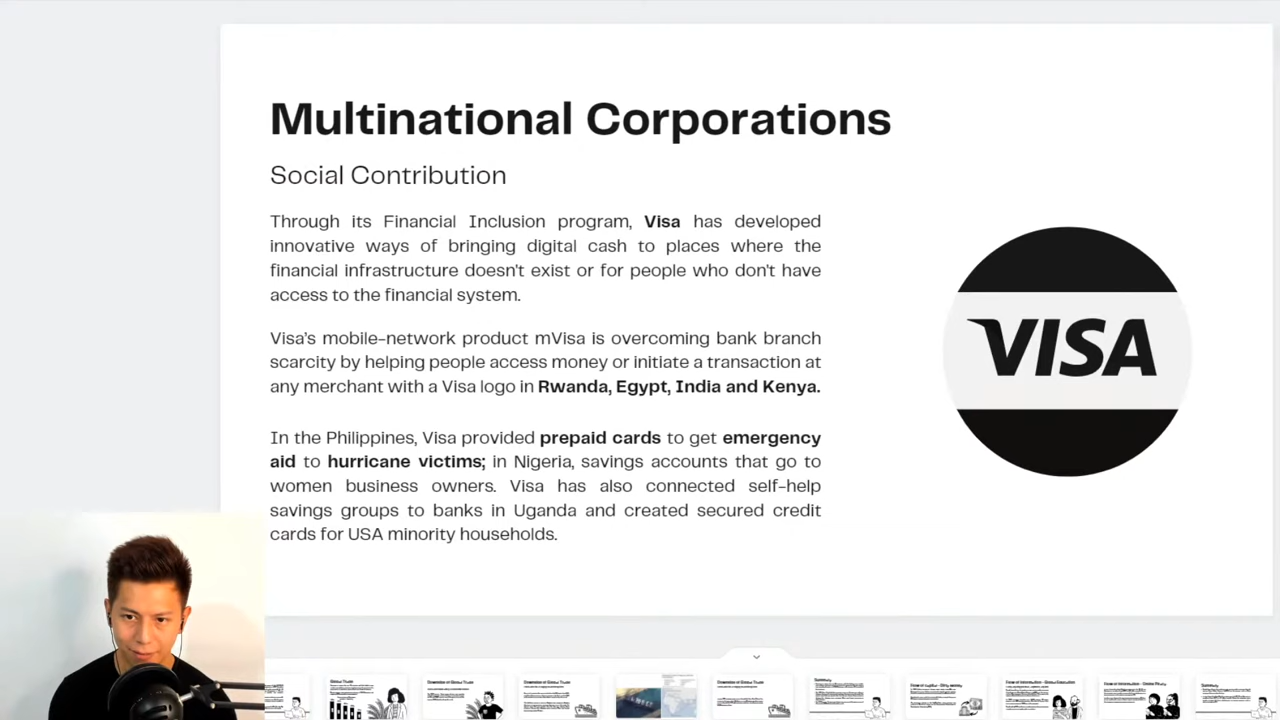 Multinational Corporations
Social Contribution
Through its Financial Inclusion program, Visa has developed
innovative ways of bringing digital cash to places where the
financial infrastructure doesn't exist or for people who don't have
access to the financial system.
Visa's mobile-network product mVisa is overcoming bank branch
scarcity by helping people access money or initiate a transaction at
any merchant with a Visa logo in Rwanda, Egypt, India and Kenya.
In the Philippines, Visa provided prepaid cards to get emergency
aid to hurricane victims; in Nigeria, savings accounts that go to
women business owners. Visa has also connected self-help
savings groups to banks in Uganda and created secured credit
cards for USA minority households.
VISA